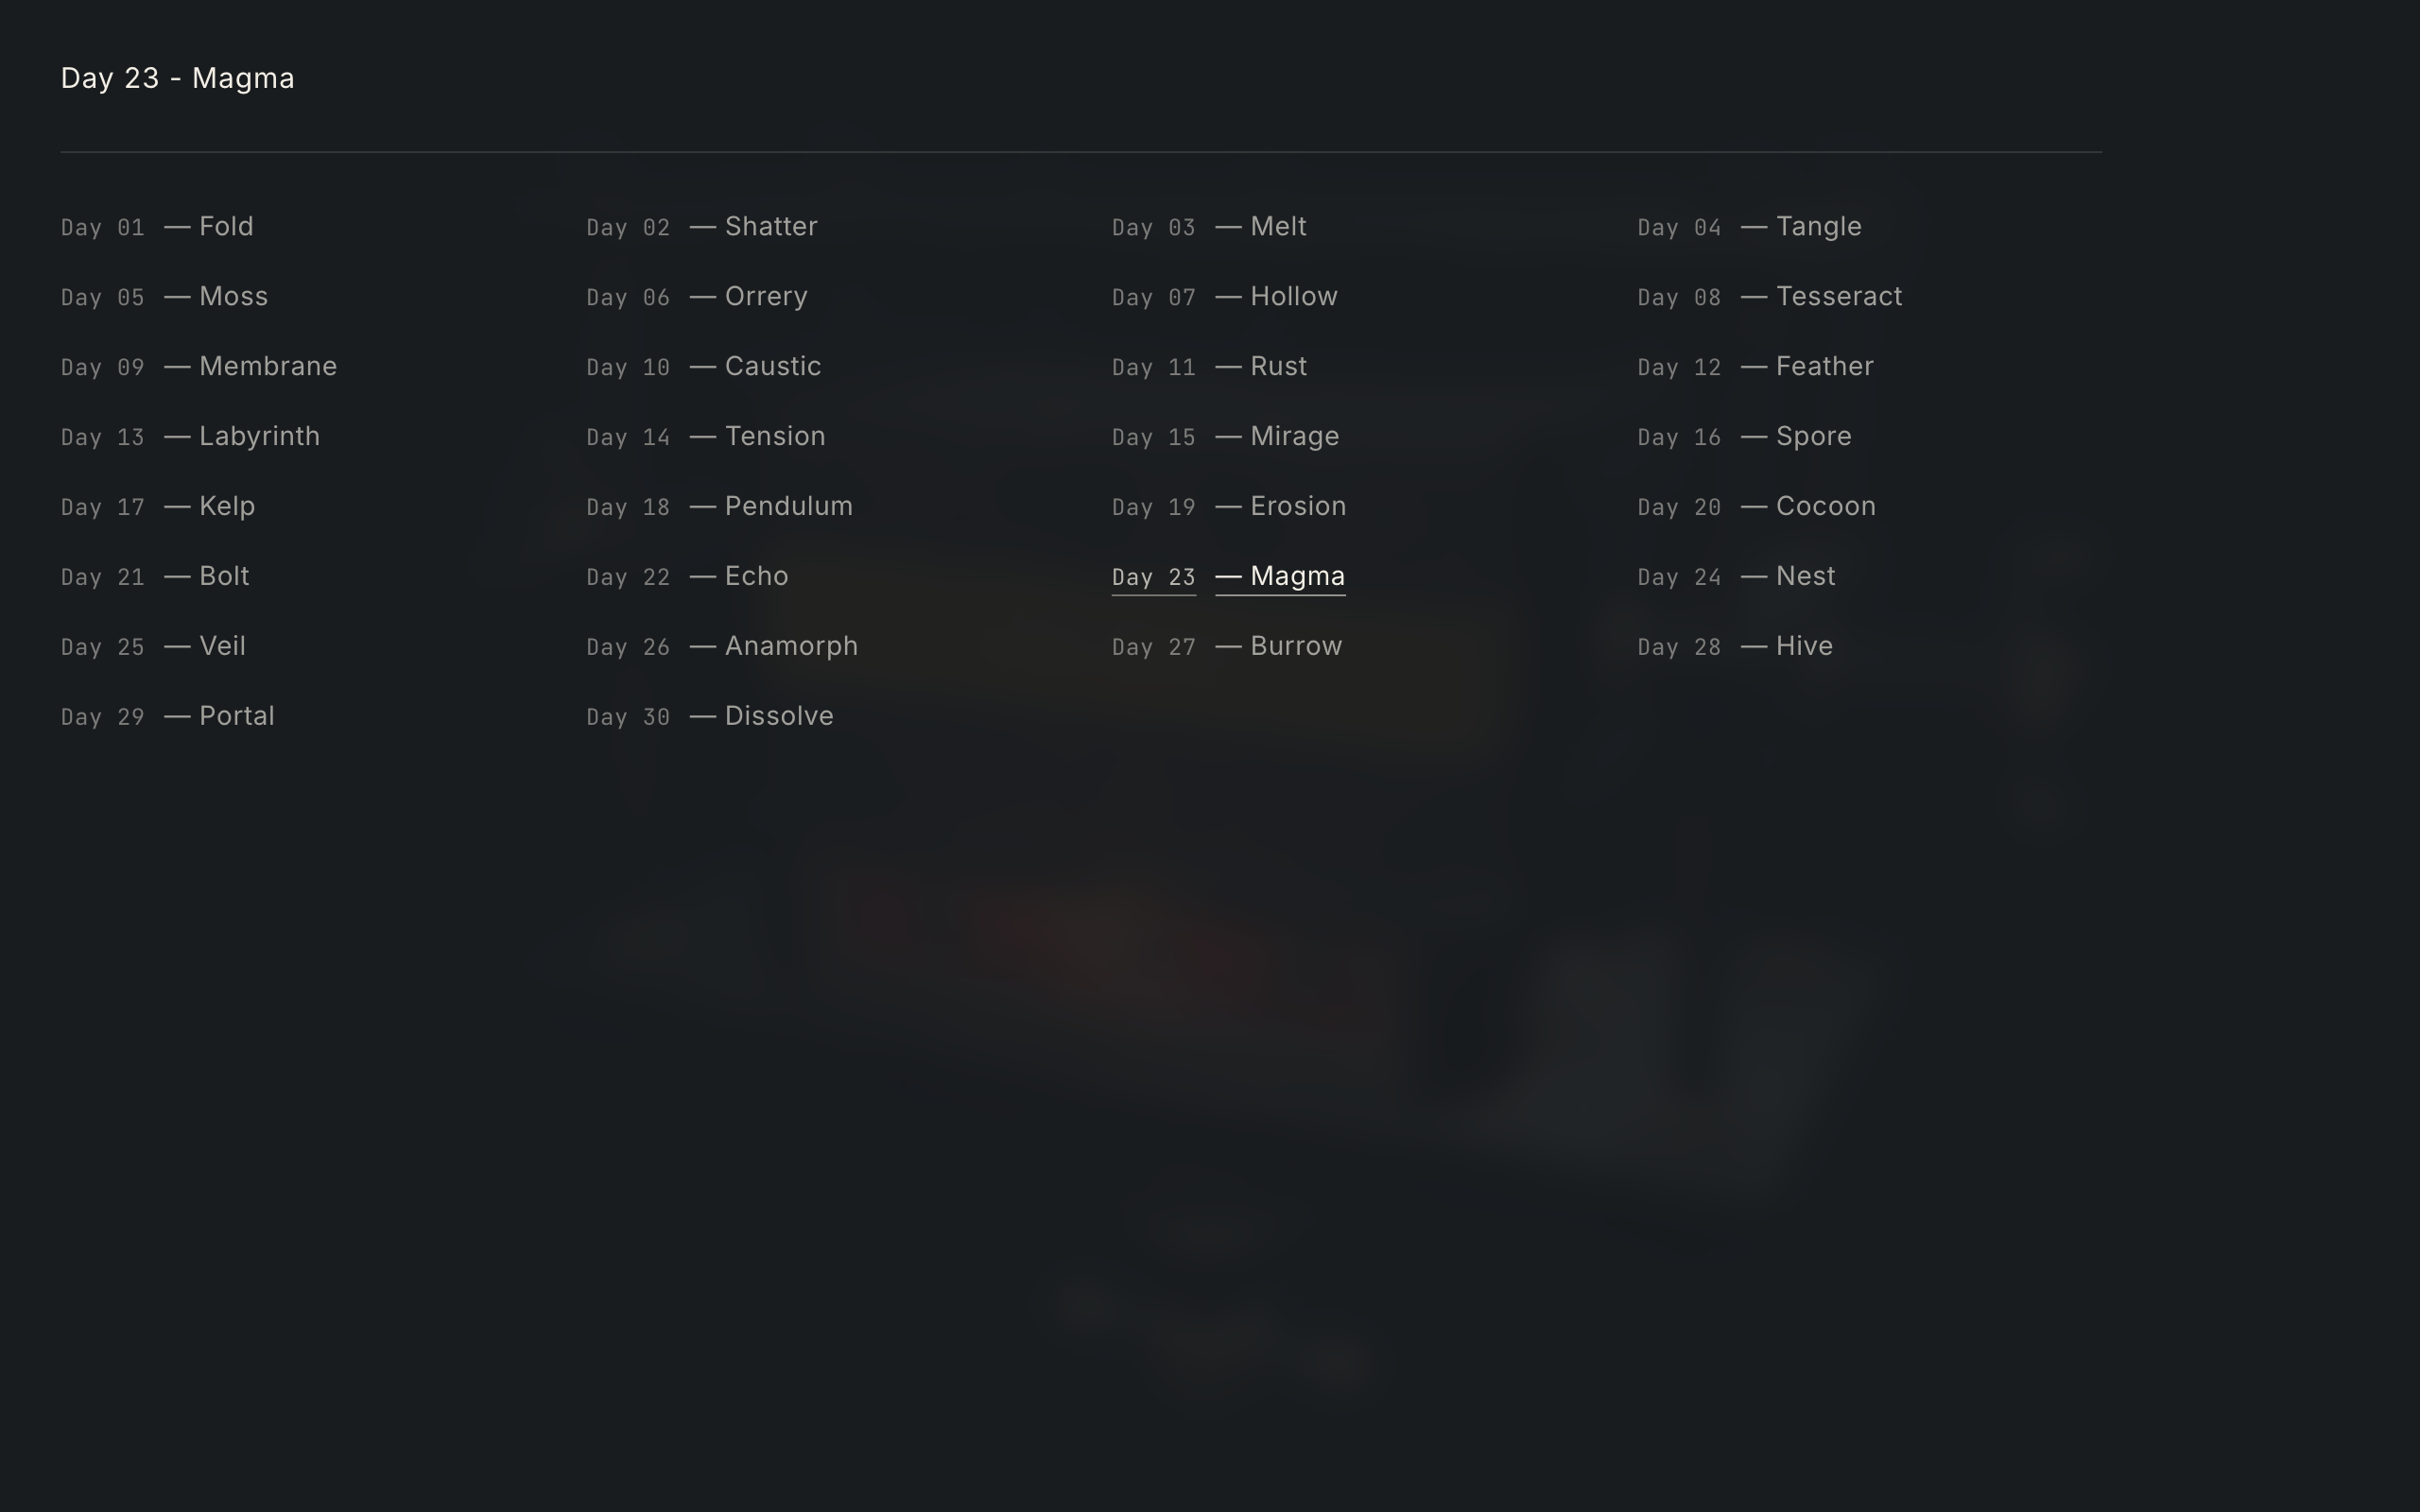 Day 23 - Magma
Day 01 — Fold
Day 02 — Shatter
Day 03 — Melt
Day 04 — Tangle
Day 05 — Moss
Day 06 — Orrery
Day 07 — Hollow
Day 08 — Tesseract
Day 09 — Membrane
Day 10 — Caustic
Day 11 — Rust
Day 12 — Feather
Day 13 — Labyrinth
Day 14 — Tension
Day 15 — Mirage
Day 16 — Spore
Day 17 — Kelp
Day 18 — Pendulum
Day 19 — Erosion
Day 20 — Cocoon
Day 21 — Bolt
Day 22 — Echo
Day 23 — Magma
Day 24 — Nest
Day 25 — Veil
Day 26 — Anamorph
Day 27 — Burrow
Day 28 — Hive
Day 29 — Portal
Day 30 — Dissolve